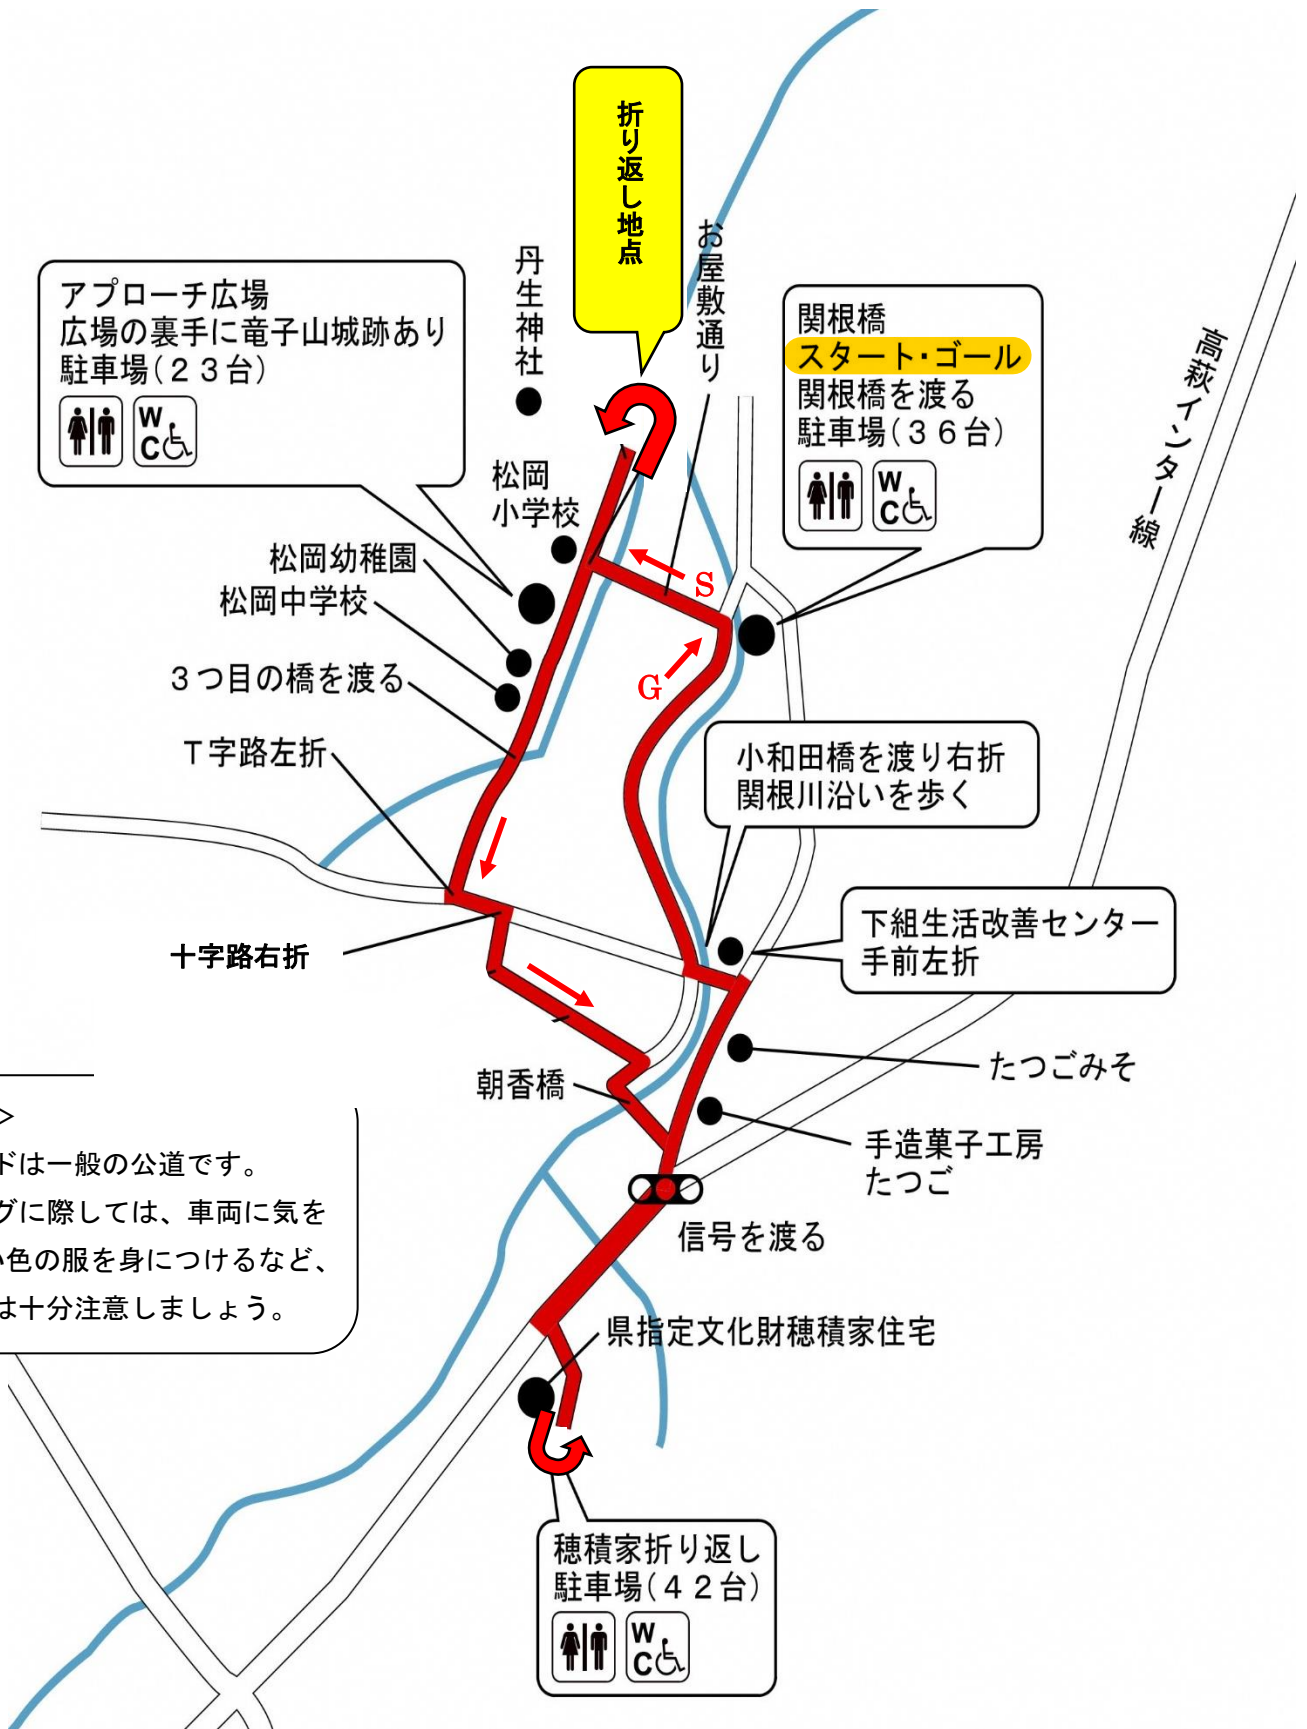 折り返し地点
お屋敷通り
丹生神社
アプローチ広場
広場の裏手に竜子山城跡あり
駐車場(23台)
WC
関根橋
スタート・ゴール
関根橋を渡る
駐車場(36台)
WC
高萩インター線
松岡
小学校
松岡幼稚園
松岡中学校
3つ目の橋を渡る
S
G
T字路左折
小和田橋を渡り右折
関根川沿いを歩く
十字路右折
下組生活改善センター
手前左折
朝香橋
たつごみそ
手造菓子工房
たつご
信号を渡る
>
ドは一般の公道です。
グに際しては、車両に気を
い色の服を身につけるなど、
は十分注意しましょう。
県指定文化財穂積家住宅
穂積家折り返し
駐車場(42台)
WC